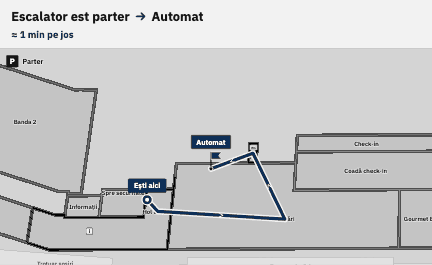 Escalator est parter → Automat
≈ 1 min pe jos
P Parter
Banda 2
Automat
Check-in
Coadă check-in
Ești aici
Spre securitate
Informații
Hol
Gourmet